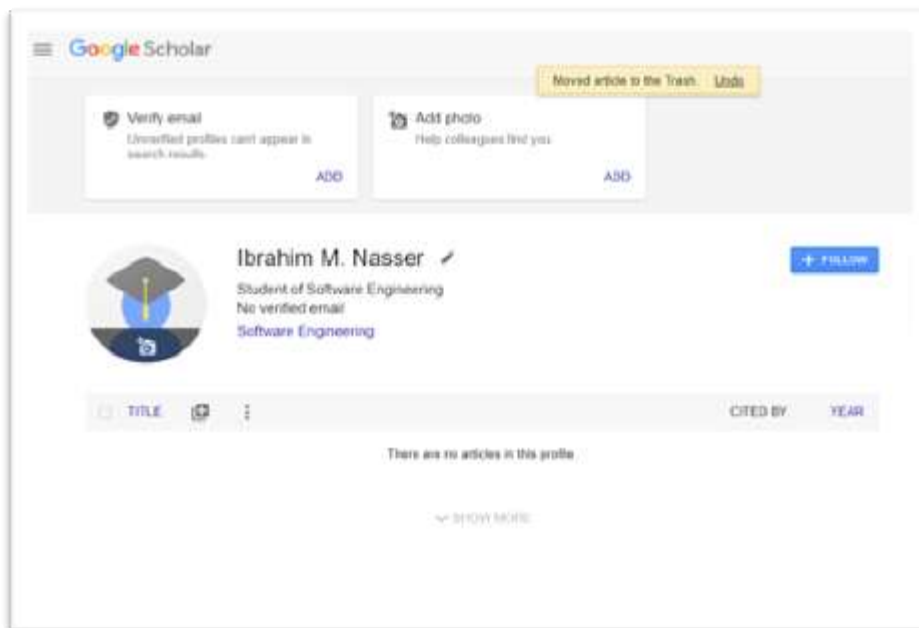 Google Scholar
Moved article to the Trash. Undo
Verify email
Unverified profiles can't appear in
search results.
ADD
Add photo
Help colleagues find you
ADD
Ibrahim M. Nasser
+ FOLLOW
Student of Software Engineering
No verified email
Software Engineering
TITLE
CITED BY
YEAR
There are no articles in this profile
SHOW MORE